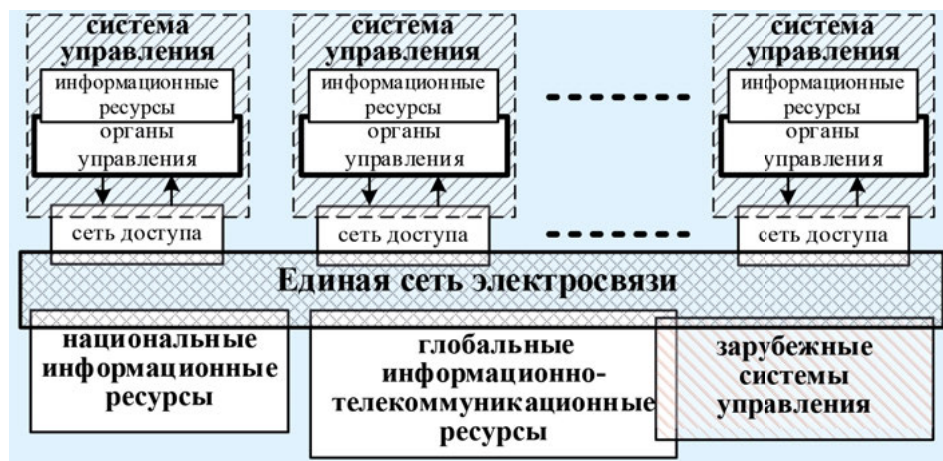 система
управления
информационные
ресурсы
органы
управления
сеть доступа
система
управления
информационные
ресурсы
органы
управления
сеть доступа
система
управления
информационные
ресурсы
органы
управления
сеть доступа
Единая сеть электросвязи
национальные
информационные
ресурсы
глобальные
информационно-
телекоммуникационные
ресурсы
зарубежные
системы
управления